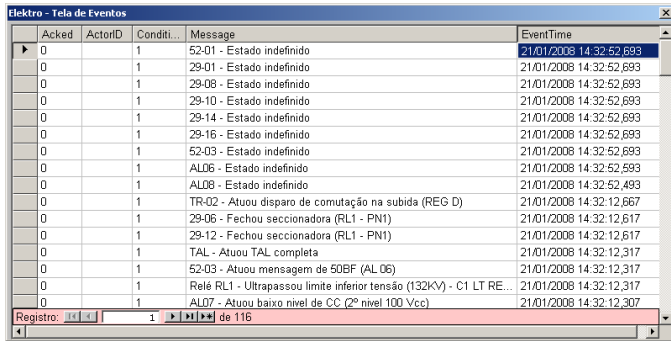 Elektro - Tela de Eventos
Acked ActorID Conditi... Message EventTime
0 1 52-01 - Estado indefinido 21/01/2008 14:32:52,693
0 1 29-01 - Estado indefinido 21/01/2008 14:32:52,693
0 1 29-08 - Estado indefinido 21/01/2008 14:32:52,693
0 1 29-10 - Estado indefinido 21/01/2008 14:32:52,693
0 1 29-14 - Estado indefinido 21/01/2008 14:32:52,693
0 1 29-16 - Estado indefinido 21/01/2008 14:32:52,693
0 1 52-03 - Estado indefinido 21/01/2008 14:32:52,693
0 1 AL06 - Estado indefinido 21/01/2008 14:32:52,593
0 1 AL08 - Estado indefinido 21/01/2008 14:32:52,493
0 1 TR-02 - Atuou disparo de comutação na subida (REG D) 21/01/2008 14:32:12,667
0 1 29-06 - Fechou seccionadora (RL1 - PN1) 21/01/2008 14:32:12,617
0 1 29-12 - Fechou seccionadora (RL1 - PN1) 21/01/2008 14:32:12,617
0 1 TAL - Atuou TAL completa 21/01/2008 14:32:12,317
0 1 52-03 - Atuou mensagem de 50BF (AL 06) 21/01/2008 14:32:12,317
0 1 Relé RL1 - Ultrapassou limite inferior tensão (132KV) - C1 LT RE... 21/01/2008 14:32:12,317
0 1 AL07 - Atuou baixo nivel de CC (2º nivel 100 Vcc) 21/01/2008 14:32:12,307
Registro: 1 de 116